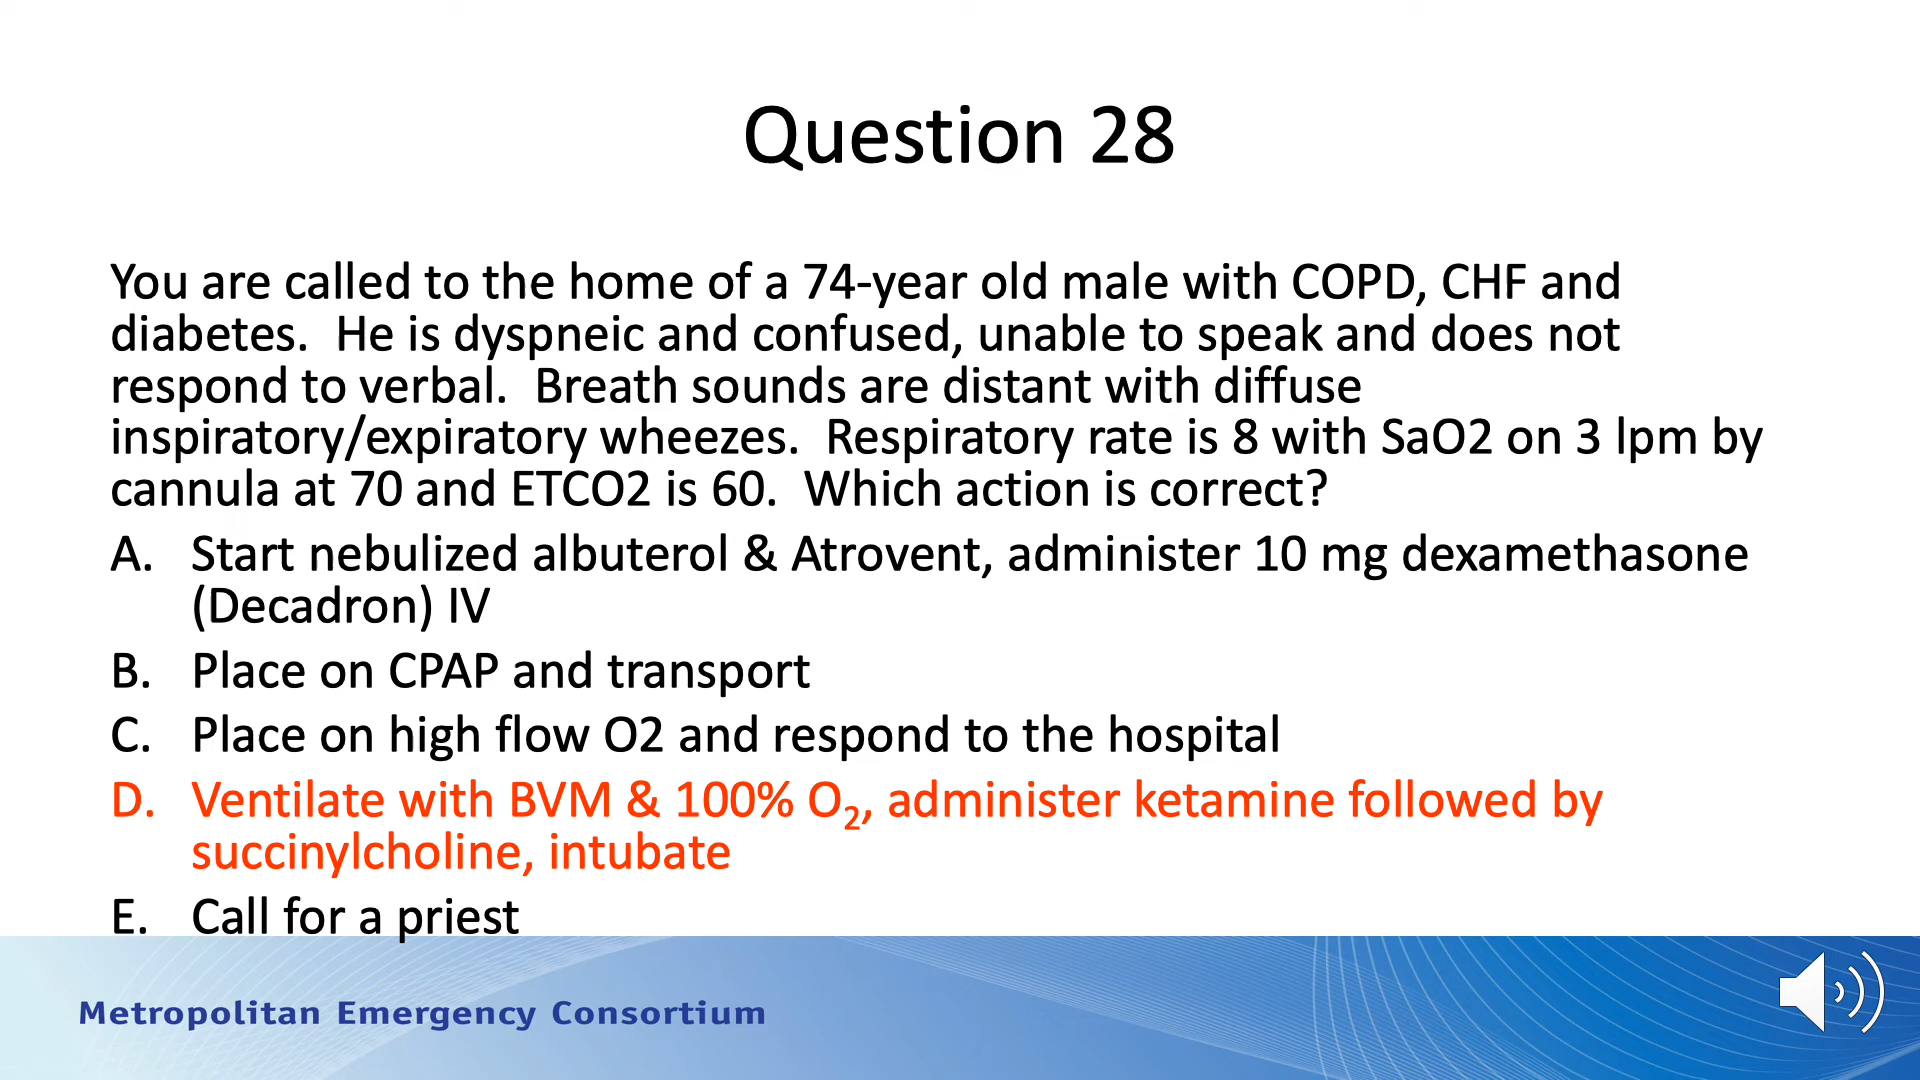 Question 28
You are called to the home of a 74-year old male with COPD, CHF and
diabetes.  He is dyspneic and confused, unable to speak and does not
respond to verbal.  Breath sounds are distant with diffuse
inspiratory/expiratory wheezes.  Respiratory rate is 8 with SaO2 on 3 lpm by
cannula at 70 and ETCO2 is 60.  Which action is correct?
A. Start nebulized albuterol & Atrovent, administer 10 mg dexamethasone
(Decadron) IV
B. Place on CPAP and transport
C. Place on high flow O2 and respond to the hospital
D. Ventilate with BVM & 100% O₂, administer ketamine followed by
succinylcholine, intubate
E. Call for a priest
Metropolitan Emergency Consortium